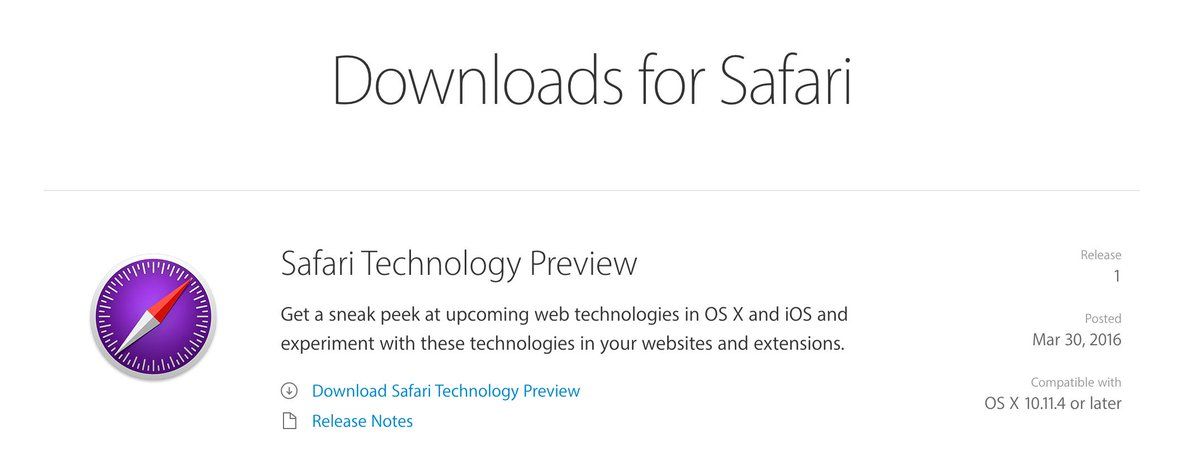 Downloads for Safari
Safari Technology Preview
Get a sneak peek at upcoming web technologies in OS X and iOS and
experiment with these technologies in your websites and extensions.
Download Safari Technology Preview
Release Notes
Release
1
Posted
Mar 30, 2016
Compatible with
OS X 10.11.4 or later